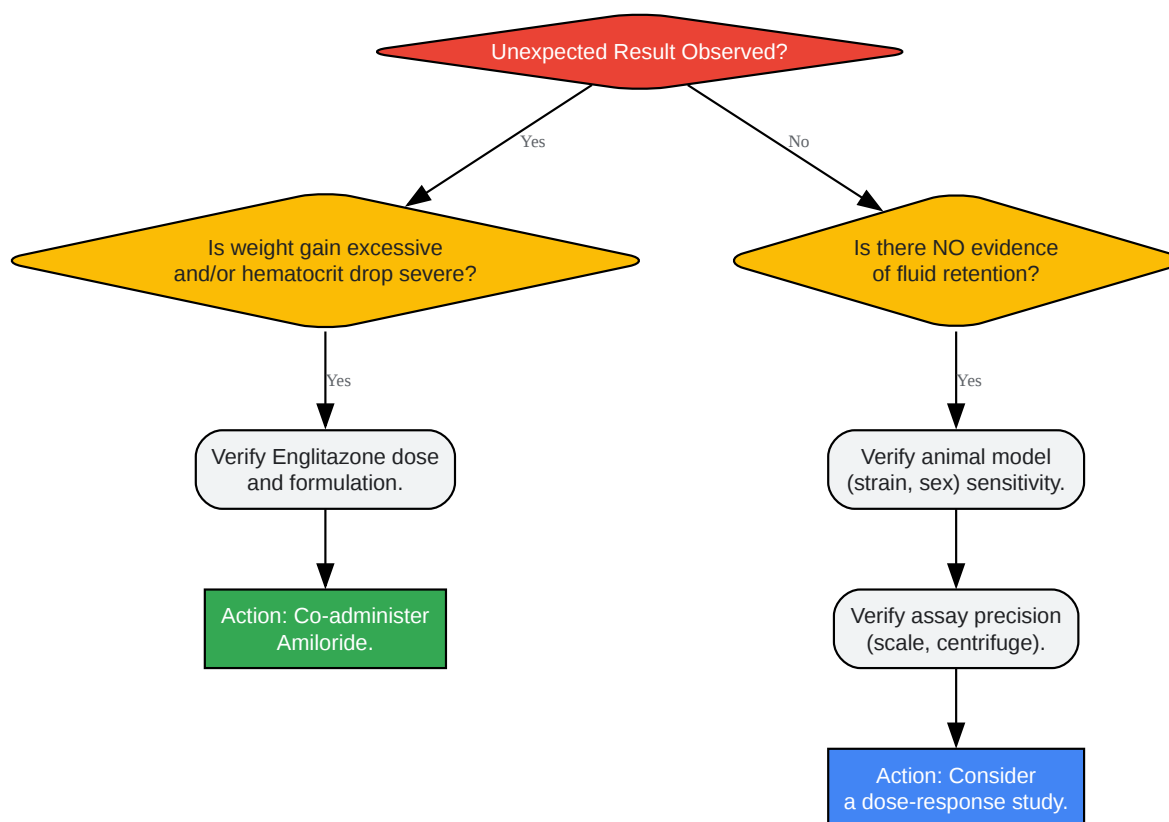 Unexpected Result Observed?
Yes
No
Is weight gain excessive
and/or hematocrit drop severe?
Is there NO evidence
of fluid retention?
Yes
Yes
Verify Englitazone dose
and formulation.
Verify animal model
(strain, sex) sensitivity.
Action: Co-administer
Amiloride.
Verify assay precision
(scale, centrifuge).
Action: Consider
a dose-response study.